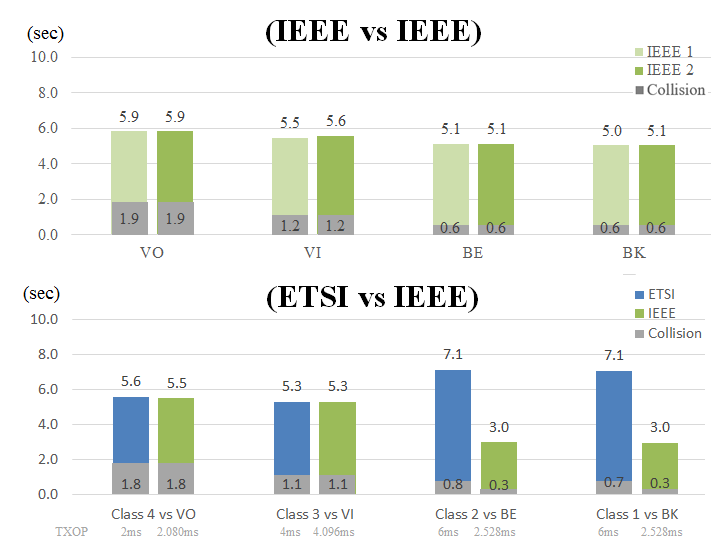 (IEEE vs IEEE)
(sec)
IEEE 1
IEEE 2
Collision
10.0
8.0
6.0
4.0
2.0
0.0
5.9 5.9 5.5 5.6 5.1 5.1 5.0 5.1
1.9 1.9 1.2 1.2 0.6 0.6 0.6 0.6
VO VI BE BK
(ETSI vs IEEE)
(sec)
ETSI
IEEE
Collision
10.0
8.0
6.0
4.0
2.0
0.0
5.6 5.5 5.3 5.3 7.1 3.0 7.1 3.0
1.8 1.8 1.1 1.1 0.8 0.3 0.7 0.3
Class 4 vs VO Class 3 vs VI Class 2 vs BE Class 1 vs BK
TXOP 2ms 2.080ms 4ms 4.096ms 6ms 2.528ms 6ms 2.528ms